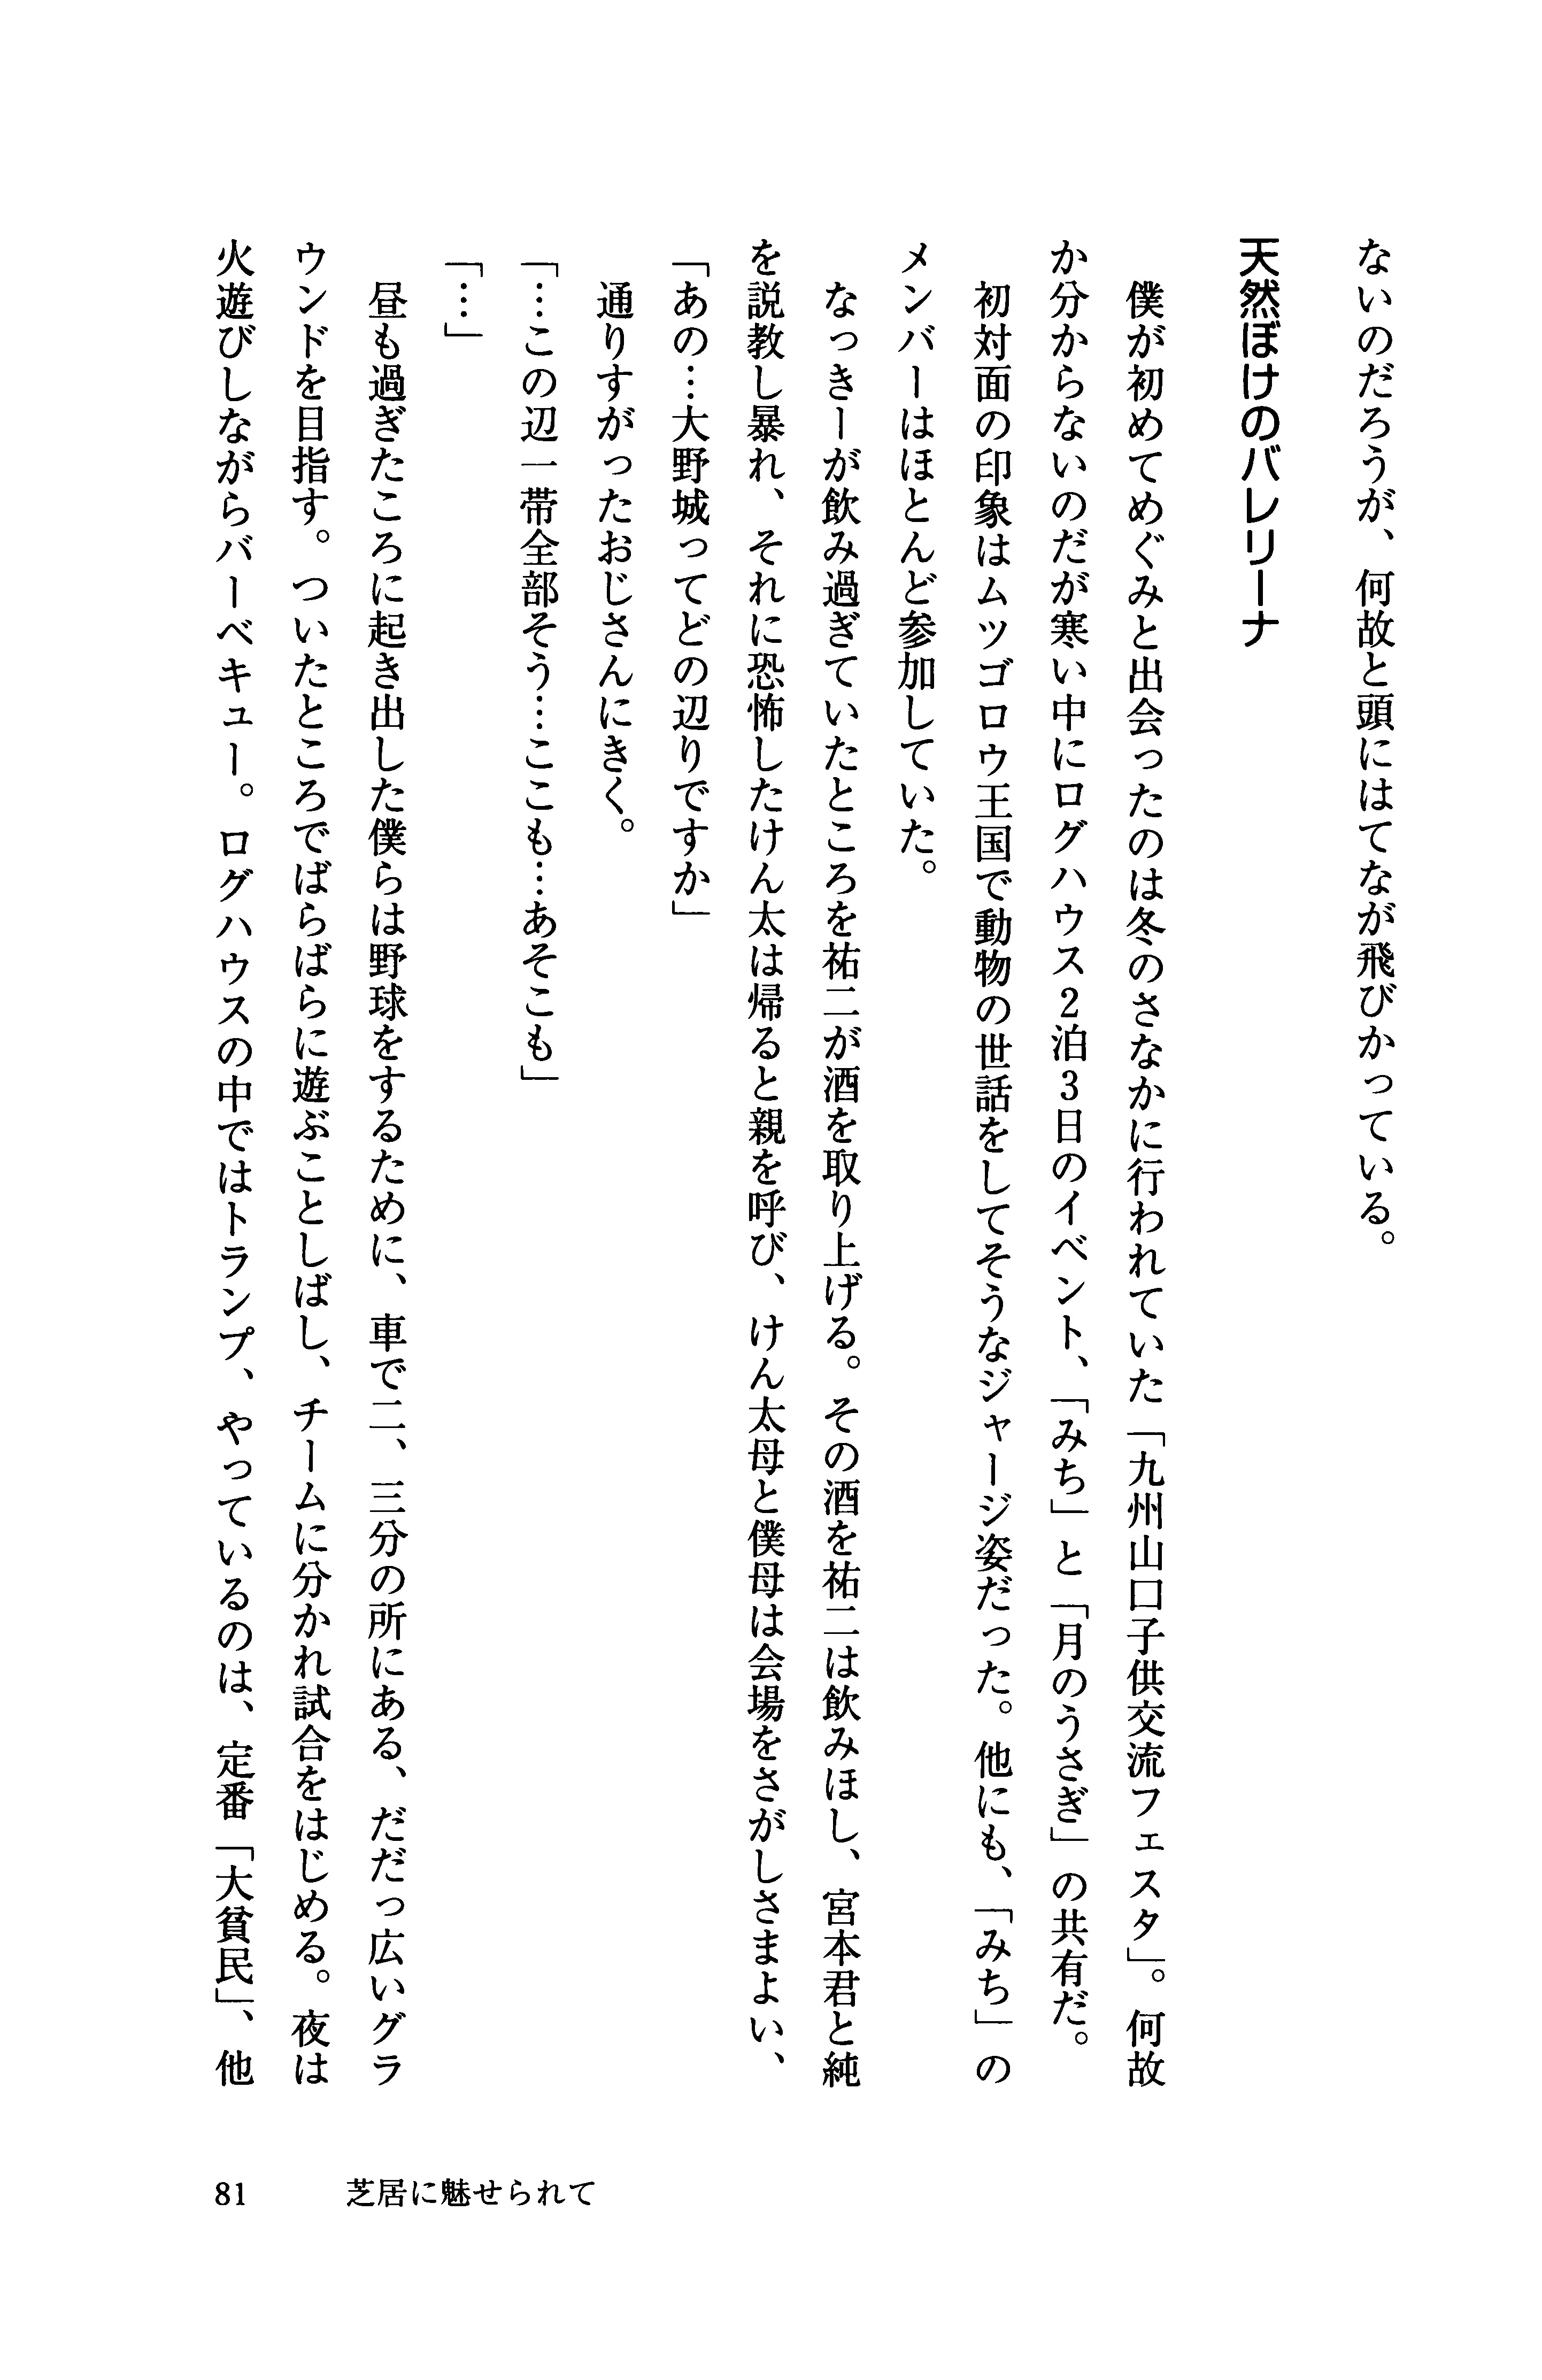 ないのだろうが、何故と頭にはてなが飛びかっている。
天然ぼけのバレリーナ
僕が初めてめぐみと出会ったのは冬のさなかに行われていた「九州山口子供交流フェスタ」。何故
か分からないのだが寒い中にログハウス2泊3日のイベント、「みち」と「月のうさぎ」の共有だ。
初対面の印象はムツゴロウ王国で動物の世話をしてそうなジャージ姿だった。他にも、「みち」の
メンバーはほとんど参加していた。
なっきーが飲み過ぎていたところを祐二が酒を取り上げる。その酒を祐二は飲みほし、宮本君と純
を説教し暴れ、それに恐怖したけん太は帰ると親を呼び、けん太母と僕母は会場をさがしさまよい、
「あの…大野城ってどの辺りですか」
通りすがったおじさんにきく。
「…この辺一帯全部そう…ここも…あそこも」
「…」
昼も過ぎたころに起き出した僕らは野球をするために、車で二、三分の所にある、だだっ広いグラ
ウンドを目指す。ついたところでばらばらに遊ぶことしばし、チームに分かれ試合をはじめる。夜は
火遊びしながらバーベキュー。ログハウスの中ではトランプ、やっているのは、定番「大貧民」、他
81 芝居に魅せられて